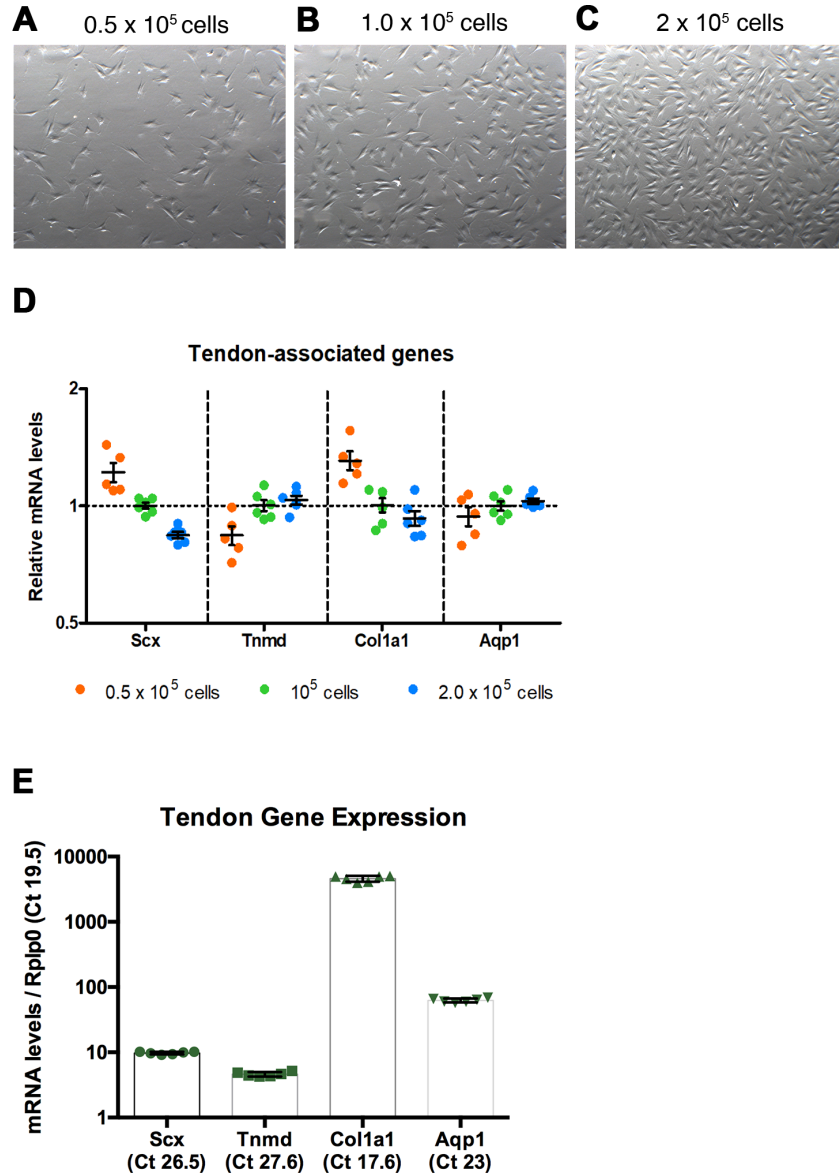 A
0.5 x 10⁵ cells
B
1.0 x 10⁵ cells
C
2 x 10⁵ cells
D
Tendon-associated genes
Relative mRNA levels
2
1
0.5
Scx
Tnmd
Col1a1
Aqp1
0.5 x 10⁵ cells
10⁵ cells
2.0 x 10⁵ cells
E
Tendon Gene Expression
mRNA levels / Rplp0 (Ct 19.5)
10000
1000
100
10
1
Scx
(Ct 26.5)
Tnmd
(Ct 27.6)
Col1a1
(Ct 17.6)
Aqp1
(Ct 23)